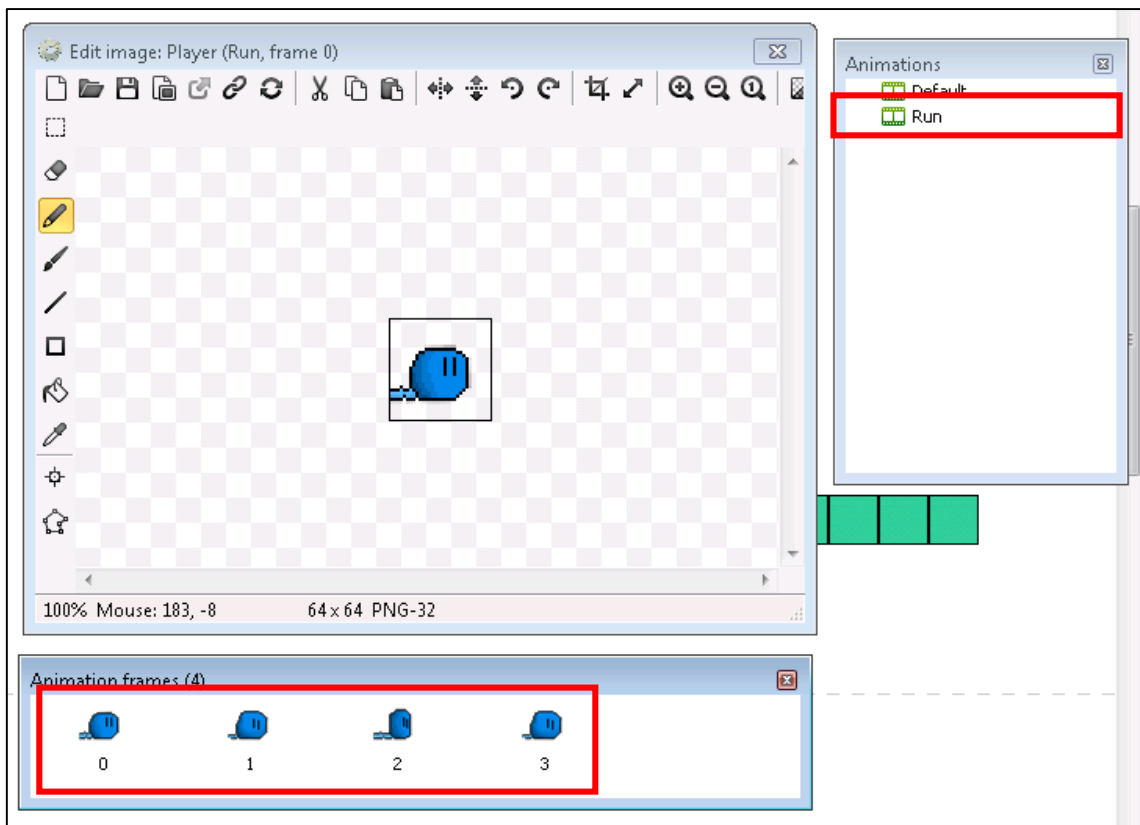 Edit image: Player (Run, frame 0)
100% Mouse: 183, -8 64 x 64 PNG-32
Animations
Default
Run
Animation frames (4)
0 1 2 3